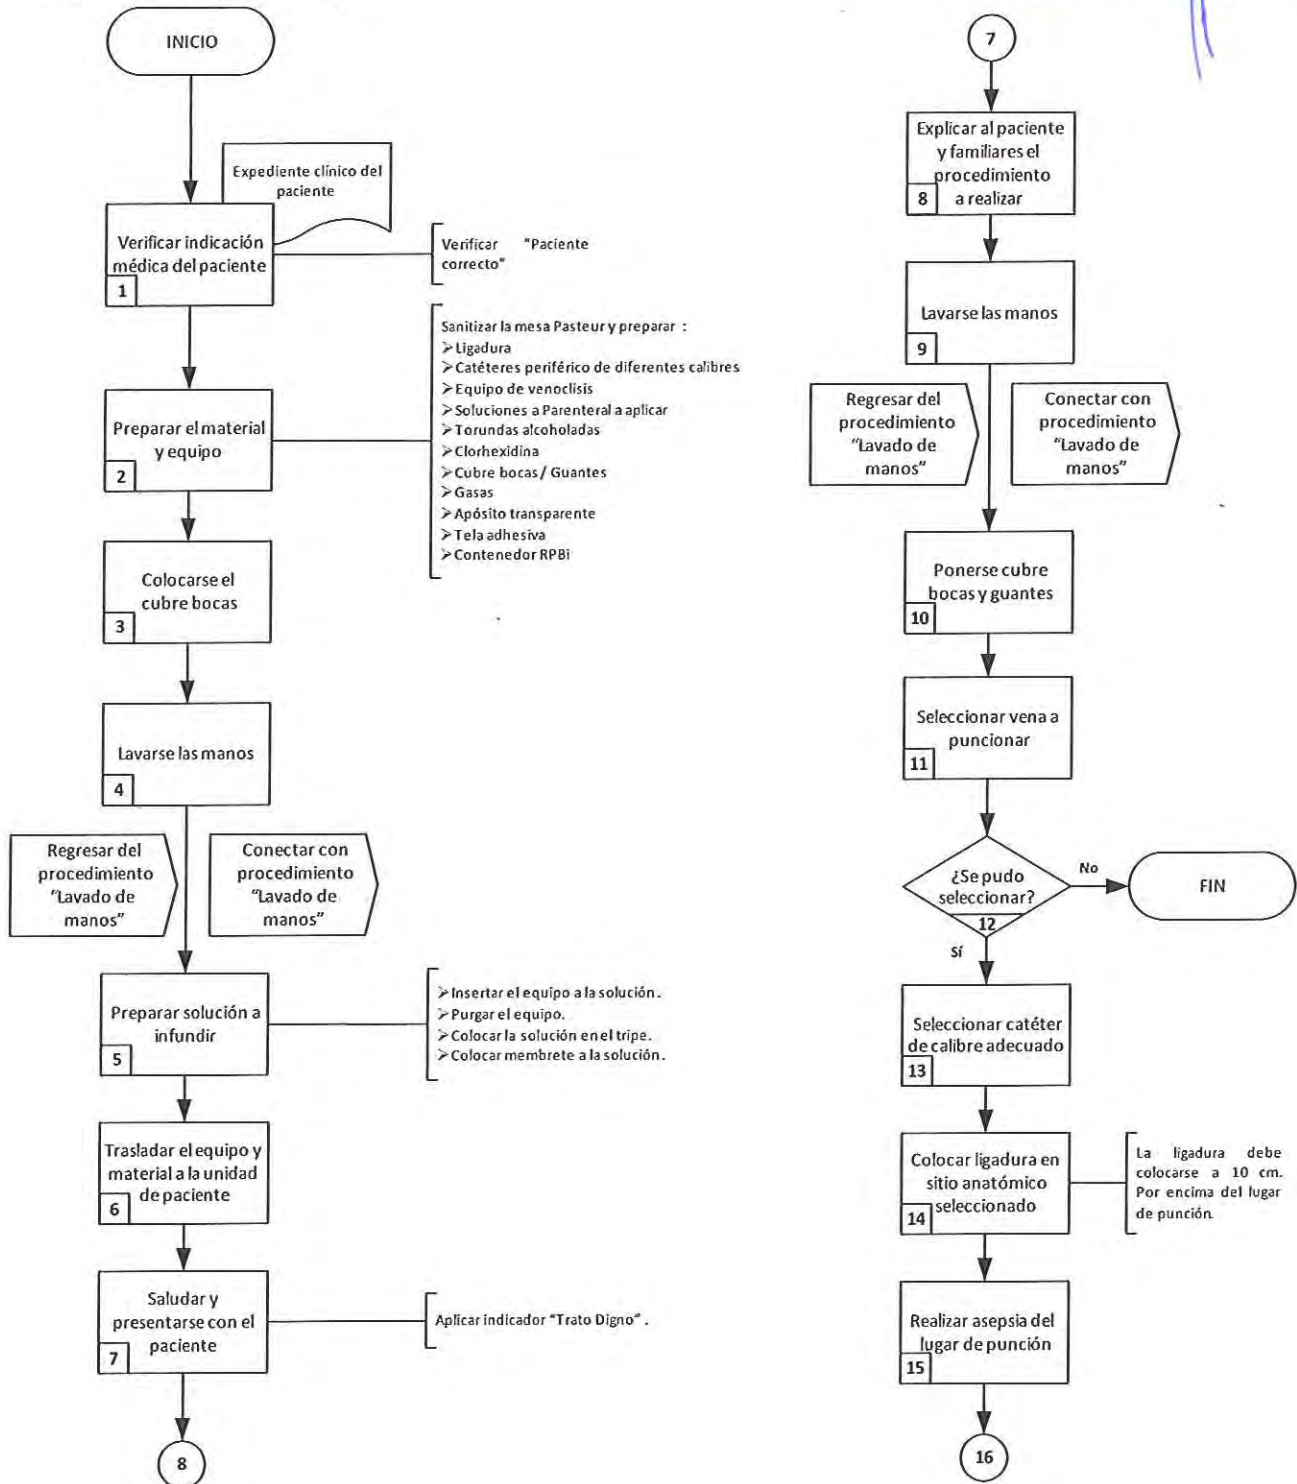 INICIO
Expediente clínico del
paciente
Verificar indicación
médica del paciente
1
Verificar "Paciente
correcto"
Preparar el material
y equipo
2
Sanitizar la mesa Pasteur y preparar :
➢Ligadura
➢Catéteres periférico de diferentes calibres
➢Equipo de venoclisis
➢Soluciones a Parenteral a aplicar
➢Torundas alcoholadas
➢Clorhexidina
➢Cubre bocas / Guantes
➢Gasas
➢Apósito transparente
➢Tela adhesiva
➢Contenedor RPBi
Colocarse el
cubre bocas
3
Lavarse las manos
4
Regresar del
procedimiento
"Lavado de
manos"
Conectar con
procedimiento
"Lavado de
manos"
Preparar solución a
infundir
5
➢Insertar el equipo a la solución.
➢Purgar el equipo.
➢Colocar la solución en el tripe.
➢Colocar membrete a la solución.
Trasladar el equipo y
material a la unidad
de paciente
6
Saludar y
presentarse con el
paciente
7
Aplicar indicador "Trato Digno" .
8
7
Explicar al paciente
y familiares el
procedimiento
a realizar
8
Lavarse las manos
9
Regresar del
procedimiento
"Lavado de
manos"
Conectar con
procedimiento
"Lavado de
manos"
Ponerse cubre
bocas y guantes
10
Seleccionar vena a
puncionar
11
¿Se pudo
seleccionar?
12
No
FIN
Sí
Seleccionar catéter
de calibre adecuado
13
Colocar ligadura en
sitio anatómico
seleccionado
14
La ligadura debe
colocarse a 10 cm.
Por encima del lugar
de punción.
Realizar asepsia del
lugar de punción
15
16